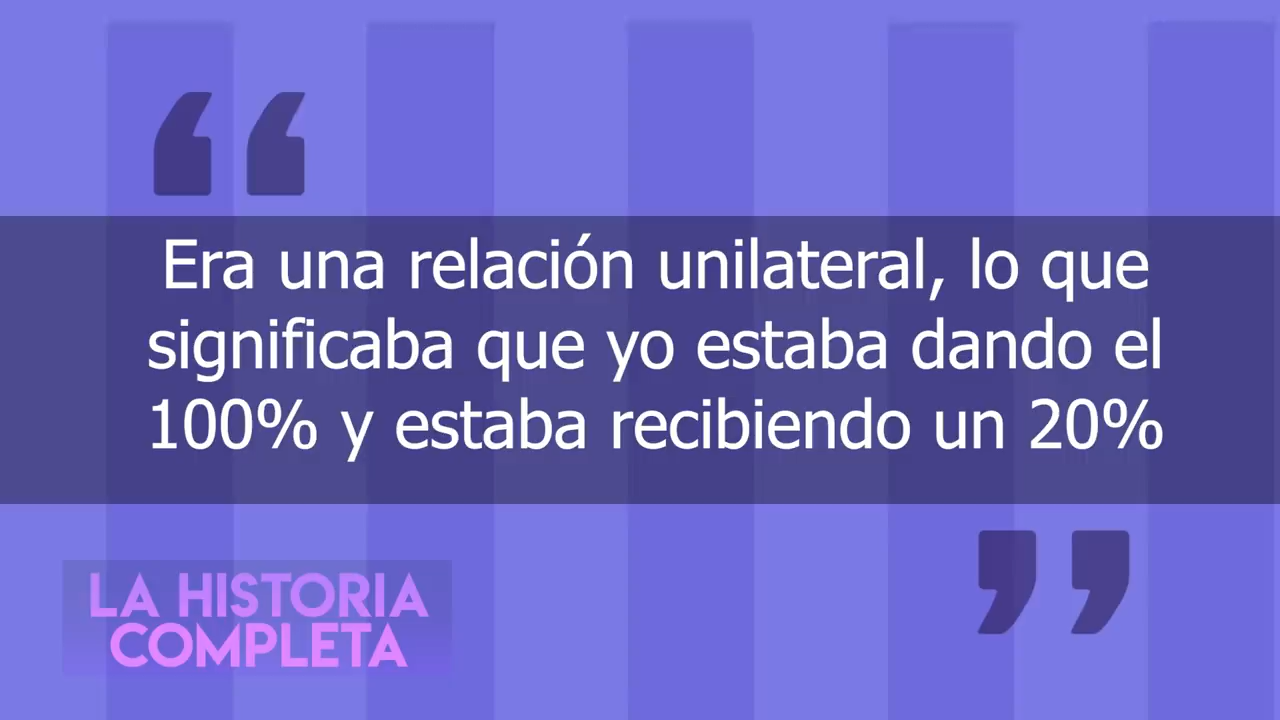 Era una relación unilateral, lo que
significaba que yo estaba dando el
100% y estaba recibiendo un 20%
LA HISTORIA
COMPLETA